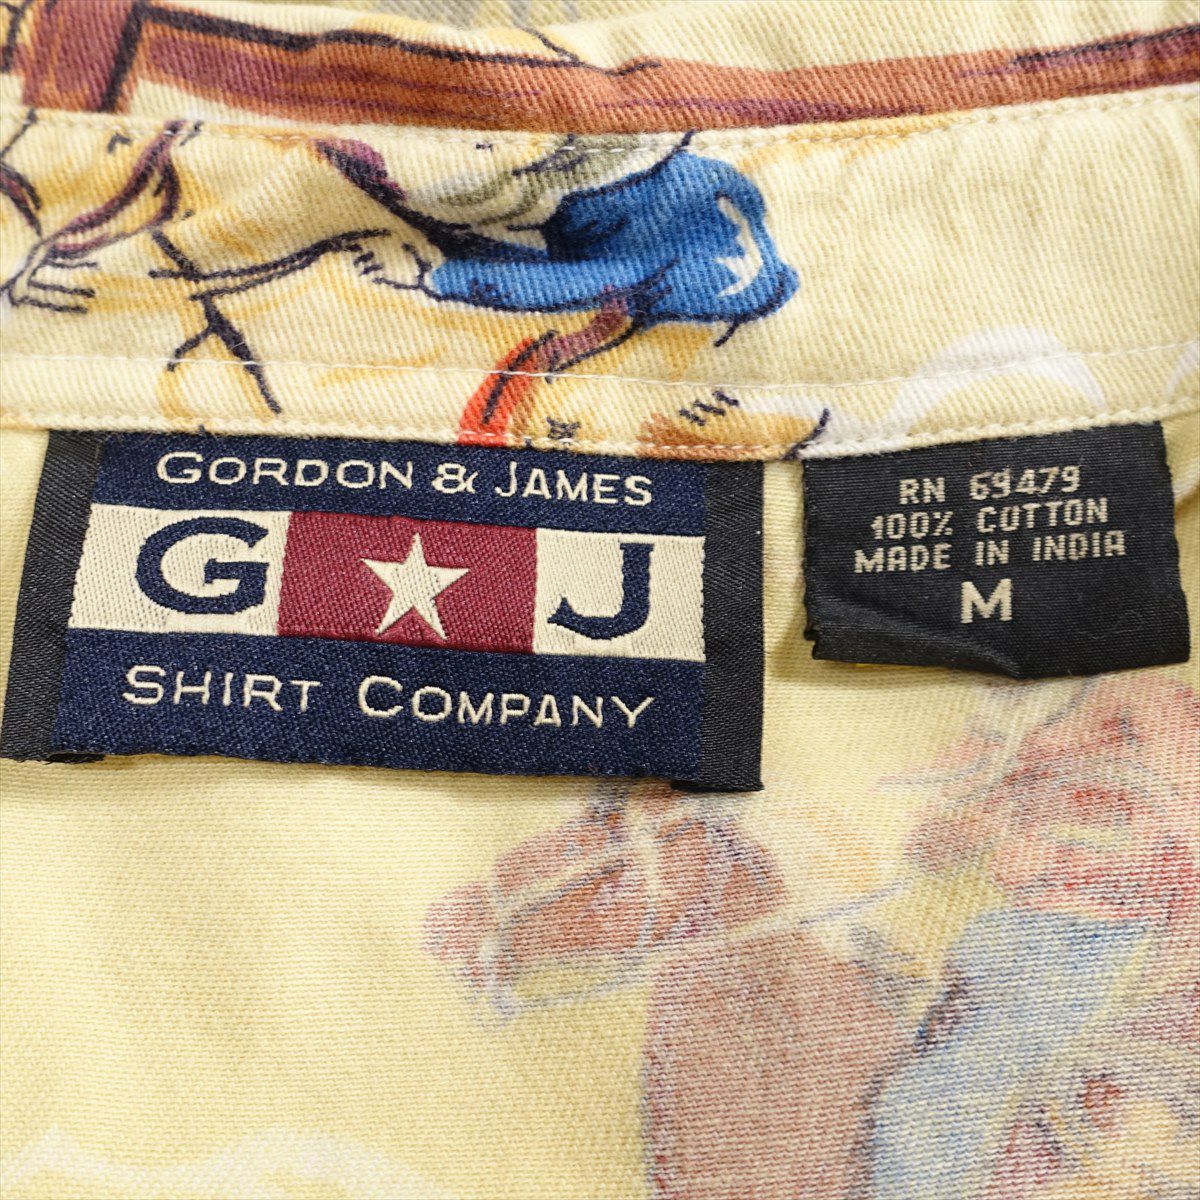 GORDON & JAMES
G ★ J
SHIRT COMPANY
RN 69479
100% COTTON
MADE IN INDIA
M